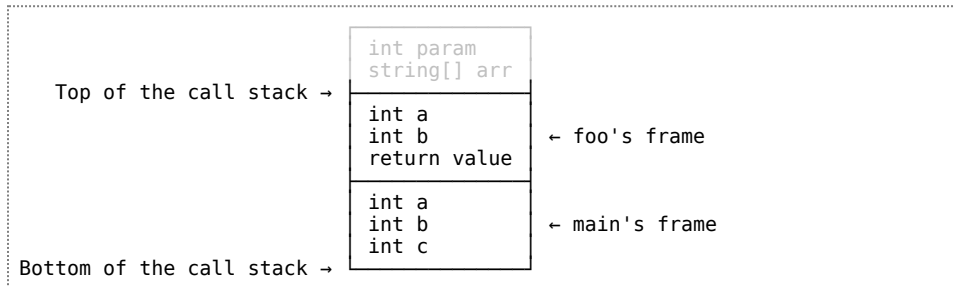 int param
string[] arr
Top of the call stack →
int a
int b ← foo's frame
return value
int a
int b ← main's frame
int c
Bottom of the call stack →